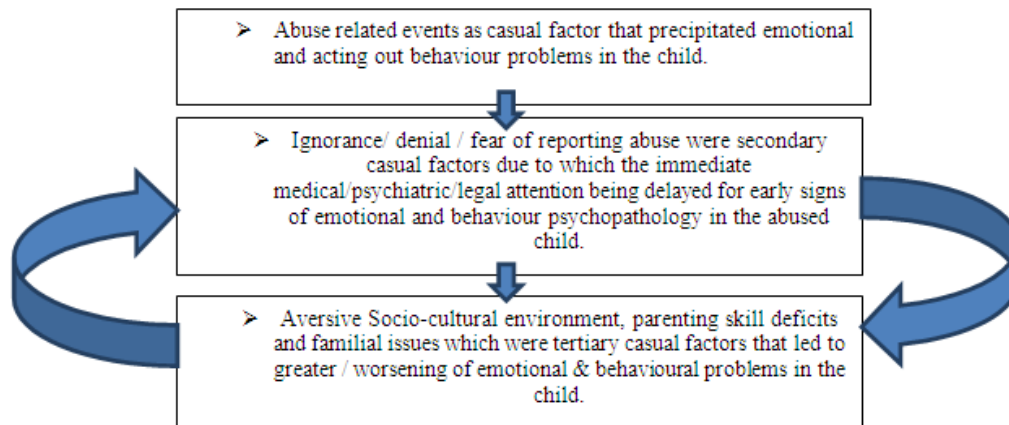 ➢ Abuse related events as casual factor that precipitated emotional
and acting out behaviour problems in the child.
➢ Ignorance/ denial / fear of reporting abuse were secondary
casual factors due to which the immediate
medical/psychiatric/legal attention being delayed for early signs
of emotional and behaviour psychopathology in the abused
child.
➢ Aversive Socio-cultural environment, parenting skill deficits
and familial issues which were tertiary casual factors that led to
greater / worsening of emotional & behavioural problems in the
child.